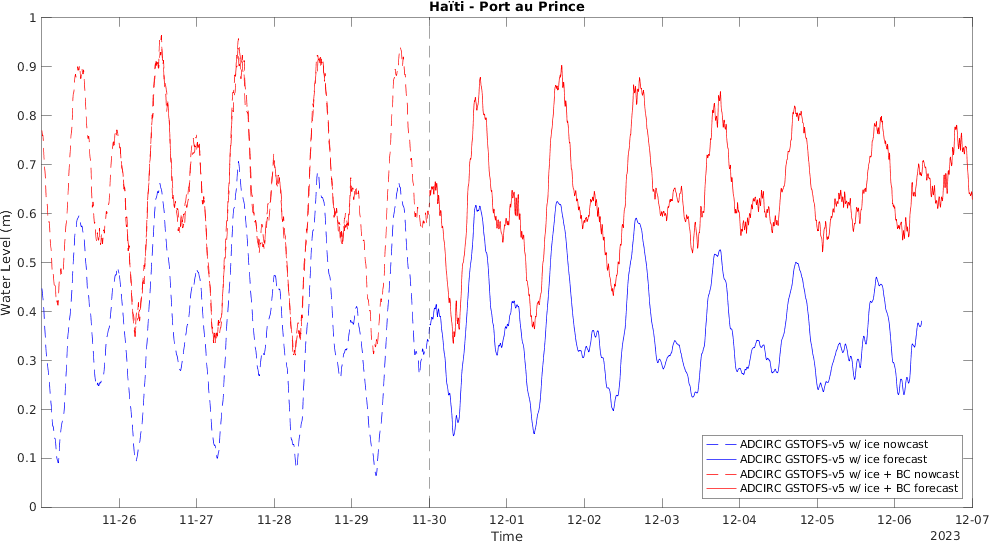 Haïti - Port au Prince
Water Level (m)
1
0.9
0.8
0.7
0.6
0.5
0.4
0.3
0.2
0.1
0
11-26 11-27 11-28 11-29 11-30 12-01 12-02 12-03 12-04 12-05 12-06 12-07
Time
2023
ADCIRC GSTOFS-v5 w/ ice nowcast
ADCIRC GSTOFS-v5 w/ ice forecast
ADCIRC GSTOFS-v5 w/ ice + BC nowcast
ADCIRC GSTOFS-v5 w/ ice + BC forecast